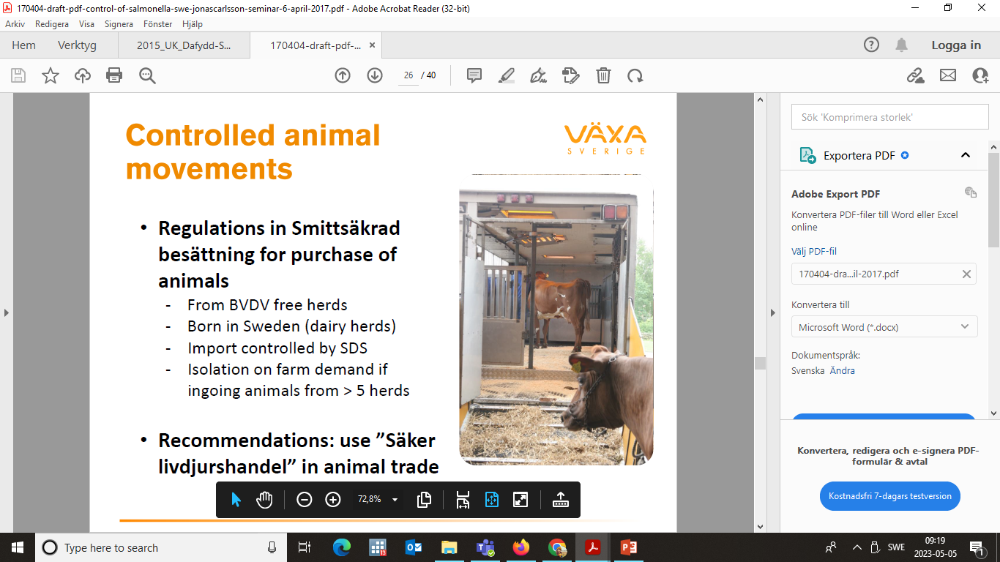 170404-draft-pdf-control-of-salmonella-swe-jonascarlsson-seminar-6-april-2017.pdf - Adobe Acrobat Reader (32-bit)
Arkiv Redigera Visa Signera Fönster Hjälp
Hem Verktyg 2015_UK_Dafydd-S... 170404-draft-pdf-... × Logga in
26 / 40
Controlled animal
movements
VÄXA
SVERIGE
• Regulations in Smittsäkrad
besättning for purchase of
animals
- From BVDV free herds
- Born in Sweden (dairy herds)
- Import controlled by SDS
- Isolation on farm demand if
ingoing animals from > 5 herds
• Recommendations: use ”Säker
livdjurshandel” in animal trade
72,8%
Sök 'Komprimera storlek'
Exportera PDF
Adobe Export PDF
Konvertera PDF-filer till Word eller Excel
online
Välj PDF-fil
170404-dra...il-2017.pdf
Konvertera till
Microsoft Word (*.docx)
Dokumentspråk:
Svenska Ändra
Konvertera, redigera och e-signera PDF-
formulär & avtal
Kostnadsfri 7-dagars testversion
Type here to search
SWE
09:19
2023-05-05
1